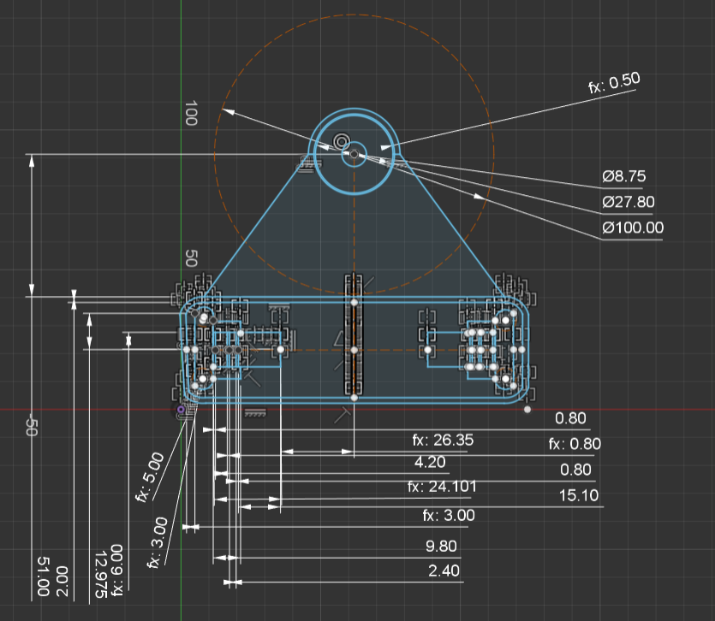 fx: 0.50
100
Ø8.75
Ø27.80
Ø100.00
50
-50
0.80
fx: 26.35
fx: 0.80
4.20
0.80
fx: 24.101
15.10
fx: 5.00
fx: 3.00
fx: 3.00
9.80
2.40
51.00
2.00
12.975
fx: 6.00